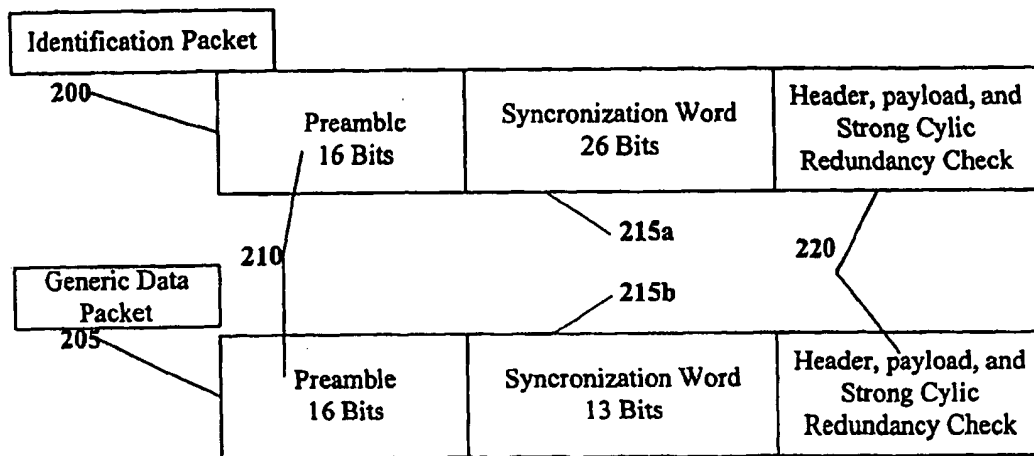 Identification Packet
200
Preamble
16 Bits
Syncronization Word
26 Bits
Header, payload, and
Strong Cylic
Redundancy Check
210
215a
220
Generic Data
Packet
215b
205
Preamble
16 Bits
Syncronization Word
13 Bits
Header, payload, and
Strong Cylic
Redundancy Check